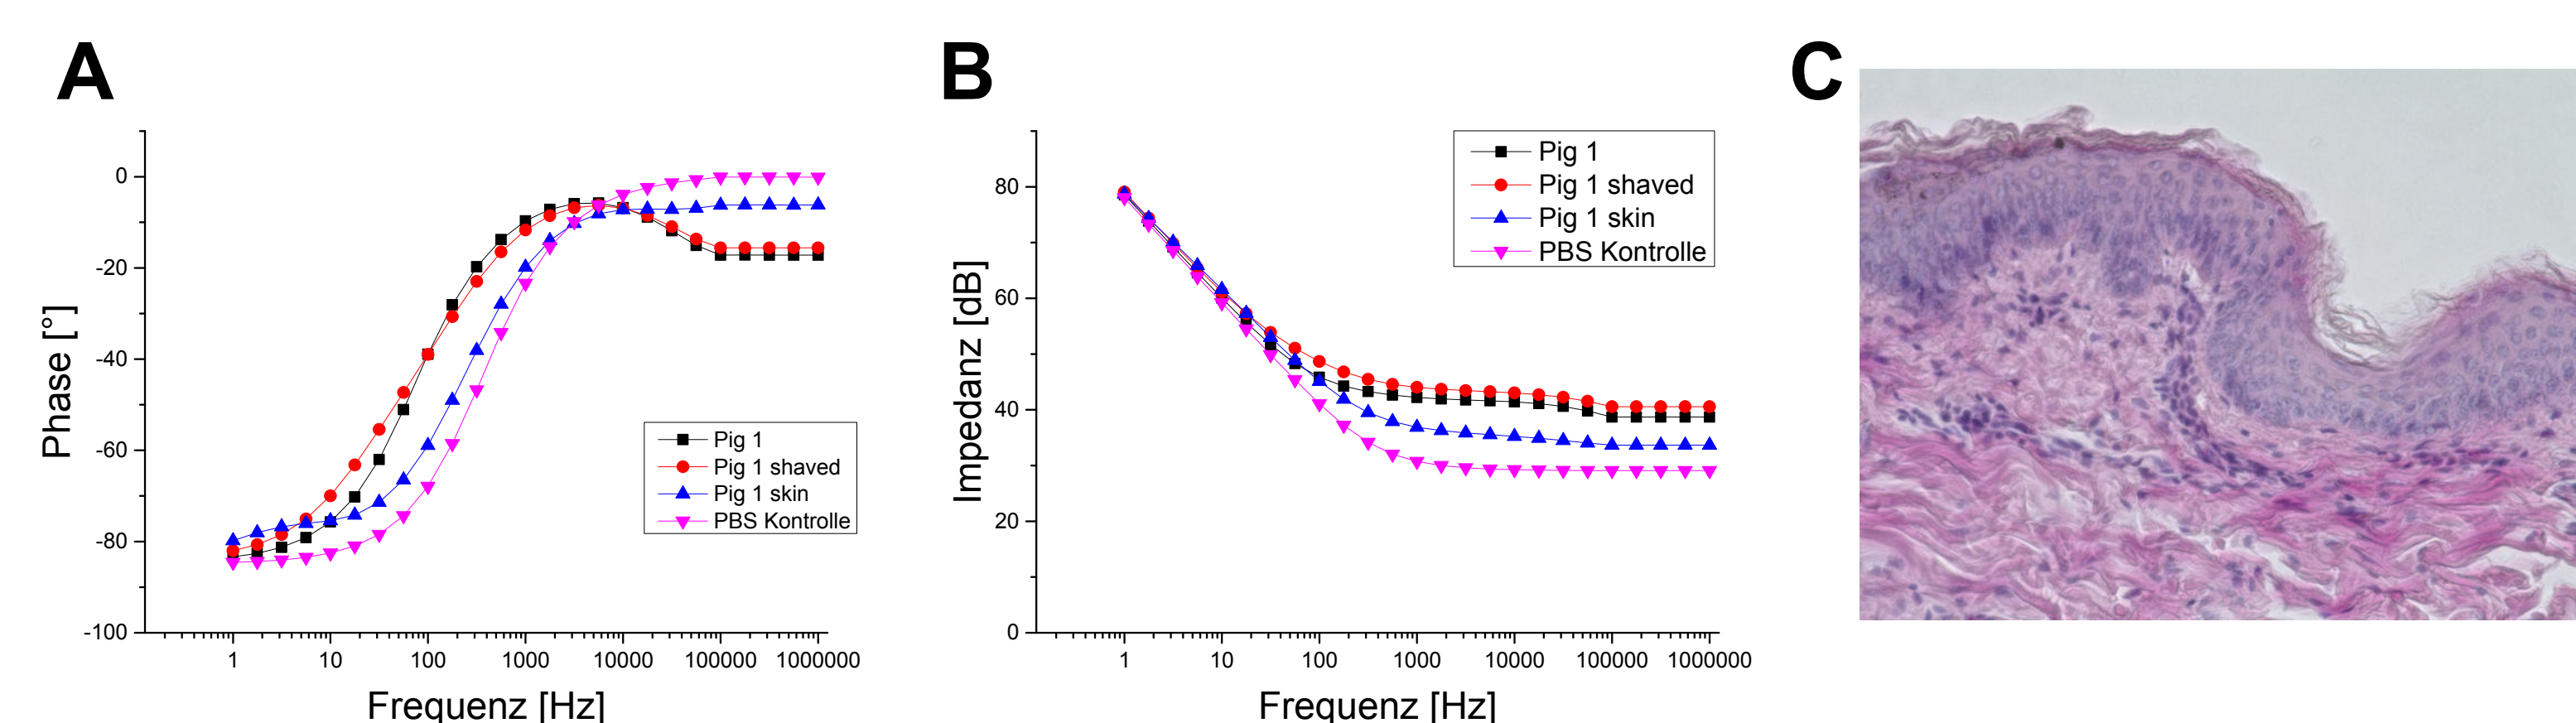 A
Phase [°]
0
-20
-40
-60
-80
-100
1 10 100 1000 10000 100000 1000000
Frequenz [Hz]
Pig 1
Pig 1 shaved
Pig 1 skin
PBS Kontrolle
B
Impedanz [dB]
80
60
40
20
0
1 10 100 1000 10000 100000 1000000
Frequenz [Hz]
Pig 1
Pig 1 shaved
Pig 1 skin
PBS Kontrolle
C